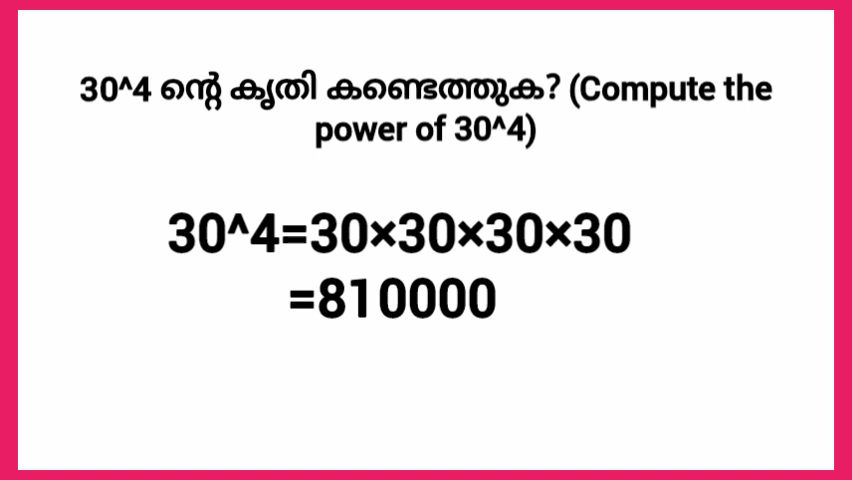 30^4 ന്റെ കൃതി കണ്ടെത്തുക? (Compute the
power of 30^4)
30^4=30×30×30×30
=810000